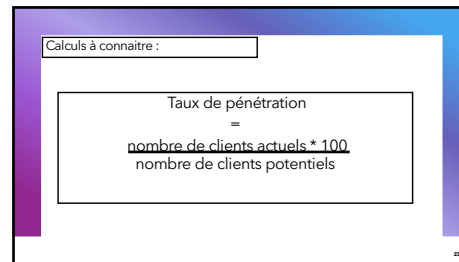 Calculs à connaitre :
Taux de pénétration
=
nombre de clients actuels * 100
nombre de clients potentiels